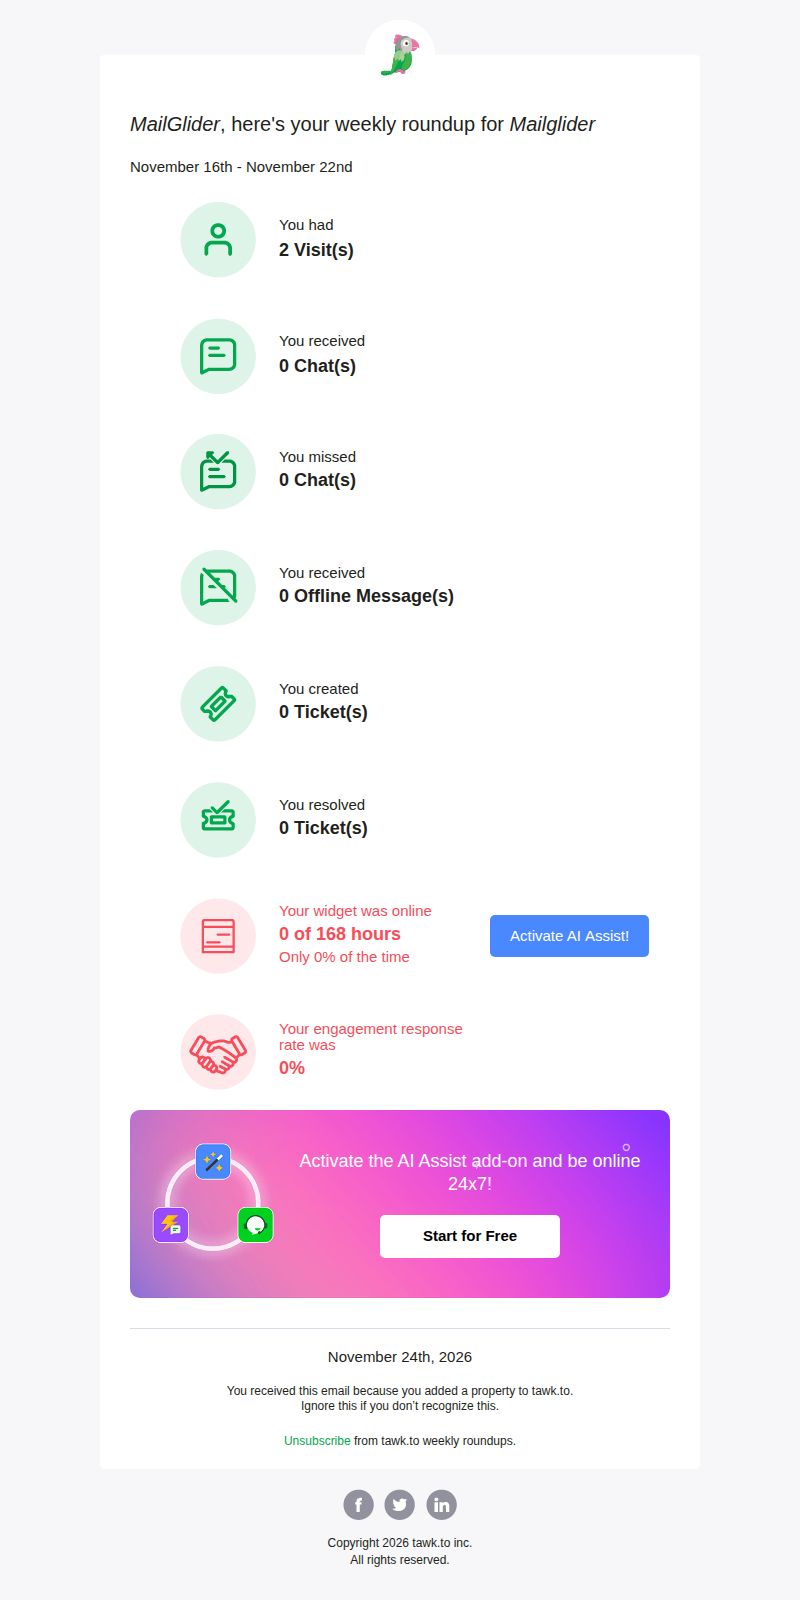 MailGlider, here's your weekly roundup for Mailglider
November 16th - November 22nd
You had
2 Visit(s)
You received
0 Chat(s)
You missed
0 Chat(s)
You received
0 Offline Message(s)
You created
0 Ticket(s)
You resolved
0 Ticket(s)
Your widget was online
0 of 168 hours
Only 0% of the time
Activate AI Assist!
Your engagement response
rate was
0%
Activate the AI Assist add-on and be online
24x7!
Start for Free
November 24th, 2026
You received this email because you added a property to tawk.to.
Ignore this if you don’t recognize this.
Unsubscribe from tawk.to weekly roundups.
Copyright 2026 tawk.to inc.
All rights reserved.